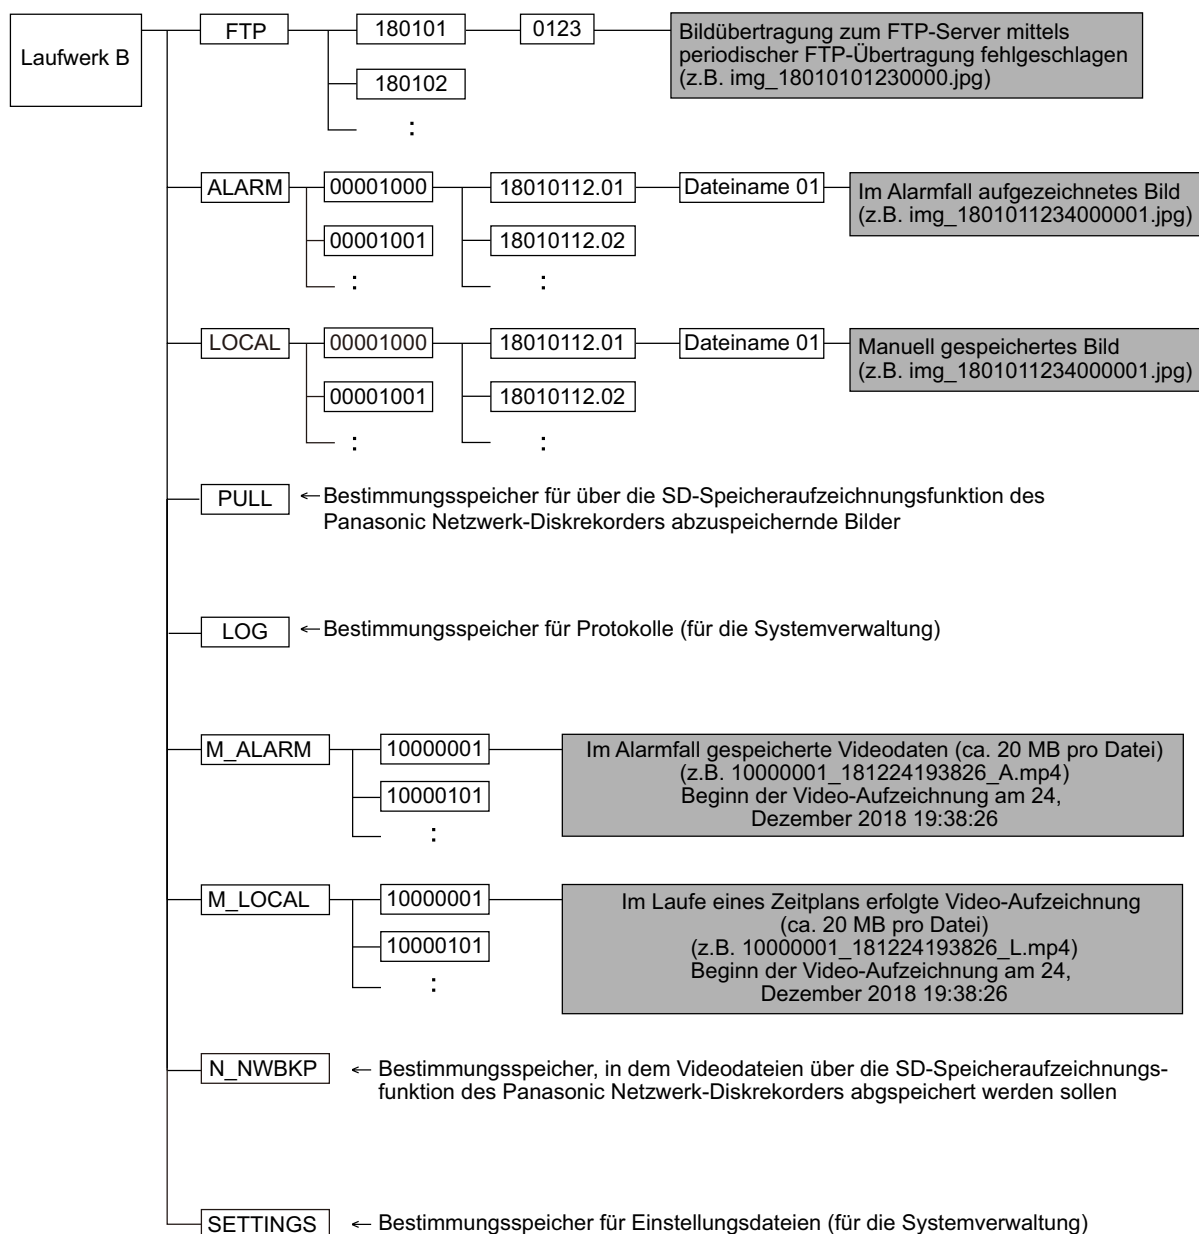 Laufwerk B
FTP
180101
0123
Bildübertragung zum FTP-Server mittels
periodischer FTP-Übertragung fehlgeschlagen
(z.B. img_18010101230000.jpg)
180102
:
ALARM
00001000
18010112.01
Dateiname 01
Im Alarmfall aufgezeichnetes Bild
(z.B. img_1801011234000001.jpg)
00001001
18010112.02
:
:
LOCAL
00001000
18010112.01
Dateiname 01
Manuell gespeichertes Bild
(z.B. img_1801011234000001.jpg)
00001001
18010112.02
:
:
PULL
← Bestimmungsspeicher für über die SD-Speicheraufzeichnungsfunktion des
Panasonic Netzwerk-Diskrekorders abzuspeichernde Bilder
LOG
← Bestimmungsspeicher für Protokolle (für die Systemverwaltung)
M_ALARM
10000001
Im Alarmfall gespeicherte Videodaten (ca. 20 MB pro Datei)
(z.B. 10000001_181224193826_A.mp4)
Beginn der Video-Aufzeichnung am 24,
Dezember 2018 19:38:26
10000101
:
M_LOCAL
10000001
Im Laufe eines Zeitplans erfolgte Video-Aufzeichnung
(ca. 20 MB pro Datei)
(z.B. 10000001_181224193826_L.mp4)
Beginn der Video-Aufzeichnung am 24,
Dezember 2018 19:38:26
10000101
:
N_NWBKP
← Bestimmungsspeicher, in dem Videodateien über die SD-Speicheraufzeichnungs-
funktion des Panasonic Netzwerk-Diskrekorders abgspeichert werden sollen
SETTINGS
← Bestimmungsspeicher für Einstellungsdateien (für die Systemverwaltung)